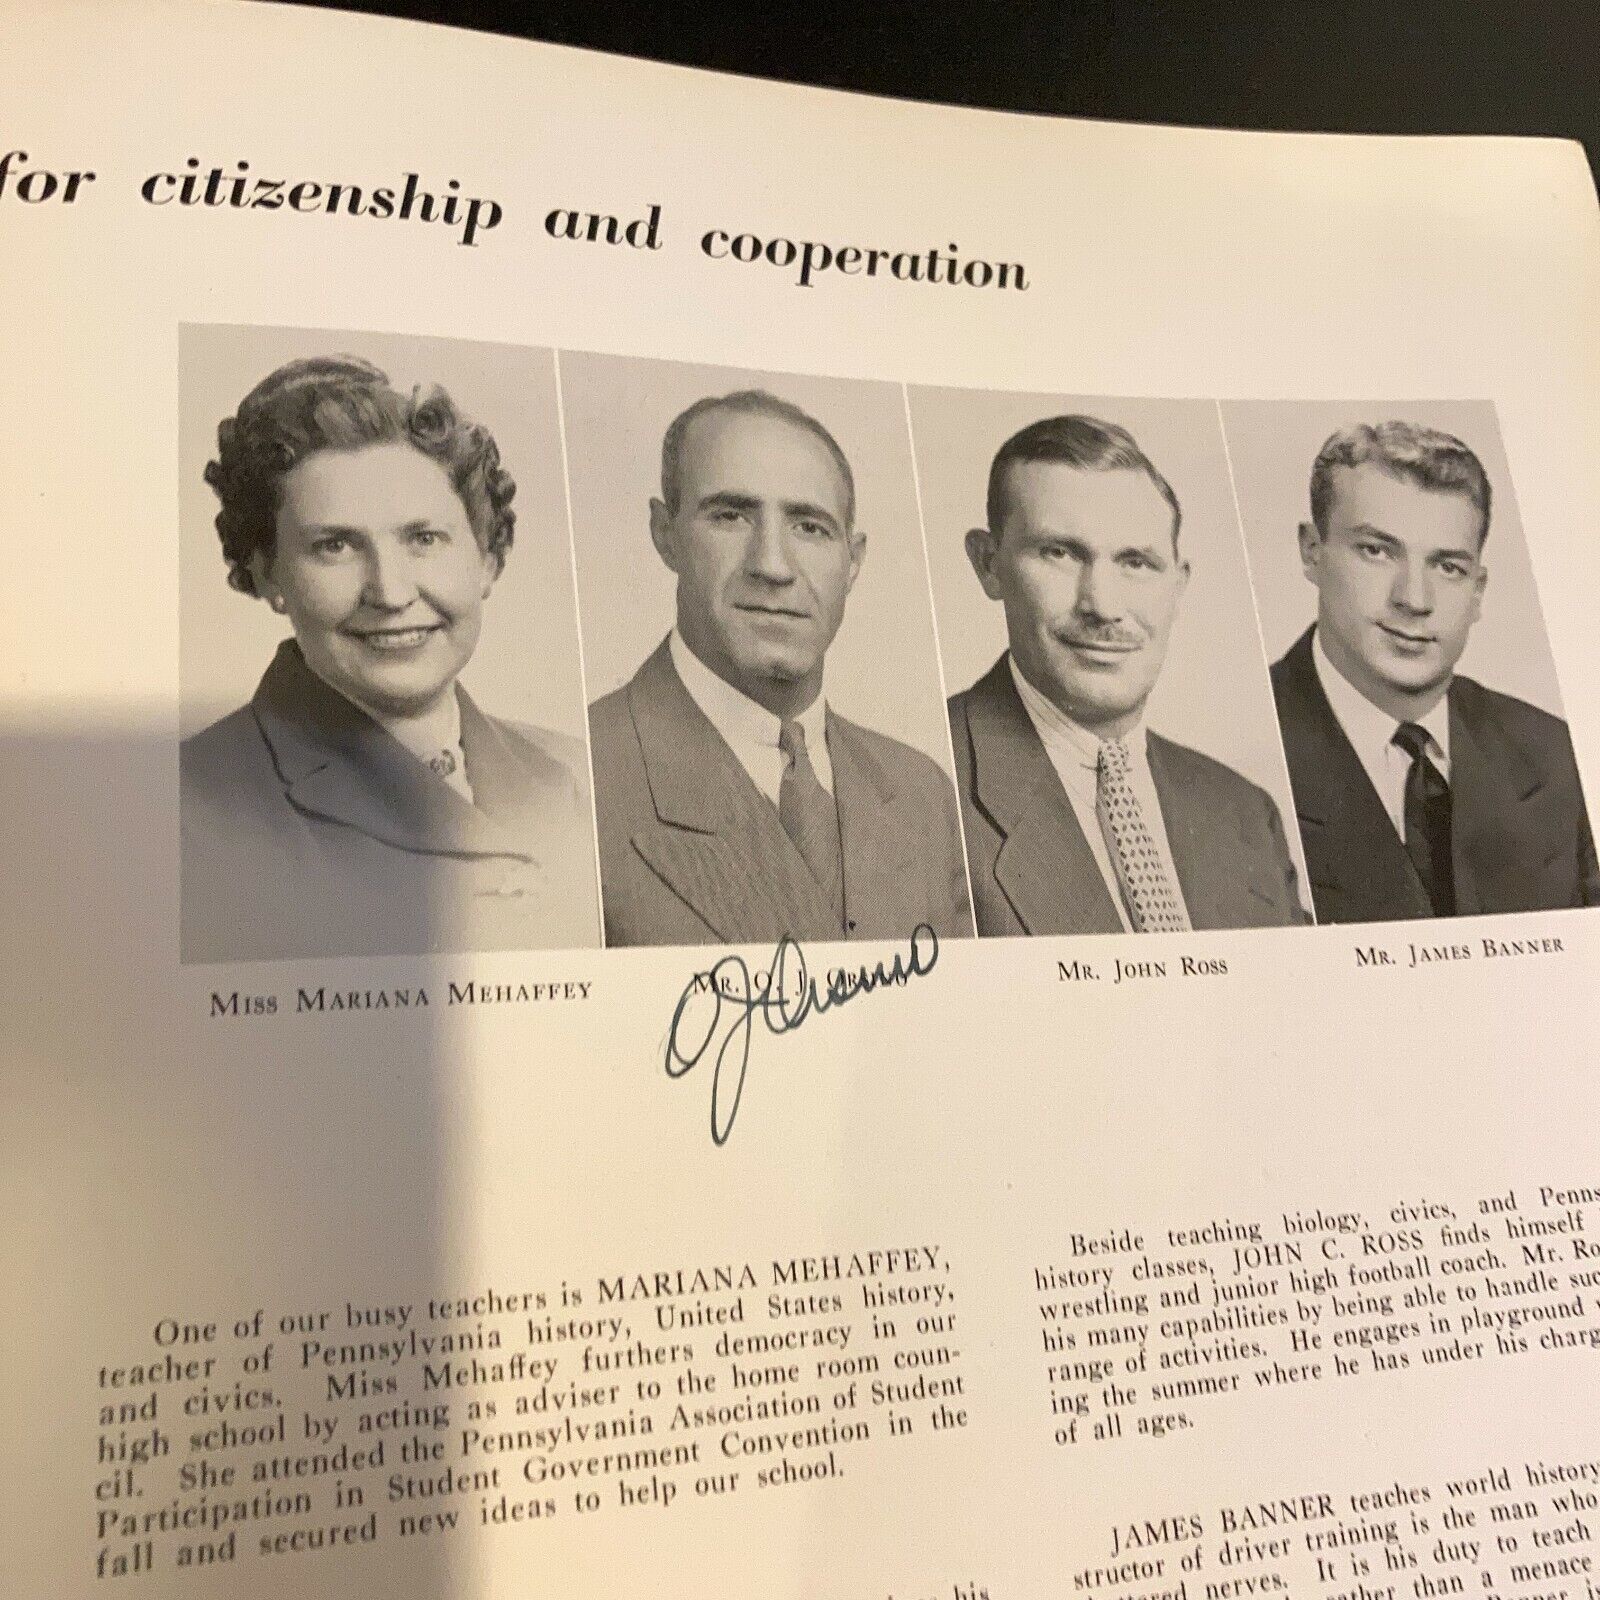 for citizenship and cooperation
Miss Mariana Mehaffey
Mr. O. J.
Mr. John Ross
Mr. James Banner
One of our busy teachers is MARIANA MEHAFFEY,
teacher of Pennsylvania history, United States history,
and civics. Miss Mehaffey furthers democracy in our
high school by acting as adviser to the home room coun-
cil. She attended the Pennsylvania Association of Student
Participation in Student Government Convention in the
fall and secured new ideas to help our school.
his
Beside teaching biology, civics, and Penns
history classes, JOHN C. ROSS finds himself
wrestling and junior high football coach. Mr. Ro
his many capabilities by being able to handle suc
range of activities. He engages in playground
ing the summer where he has under his charg
of all ages.
JAMES BANNER teaches world history
structor of driver training is the man who
nerves. It is his duty to teach
rather than a menace